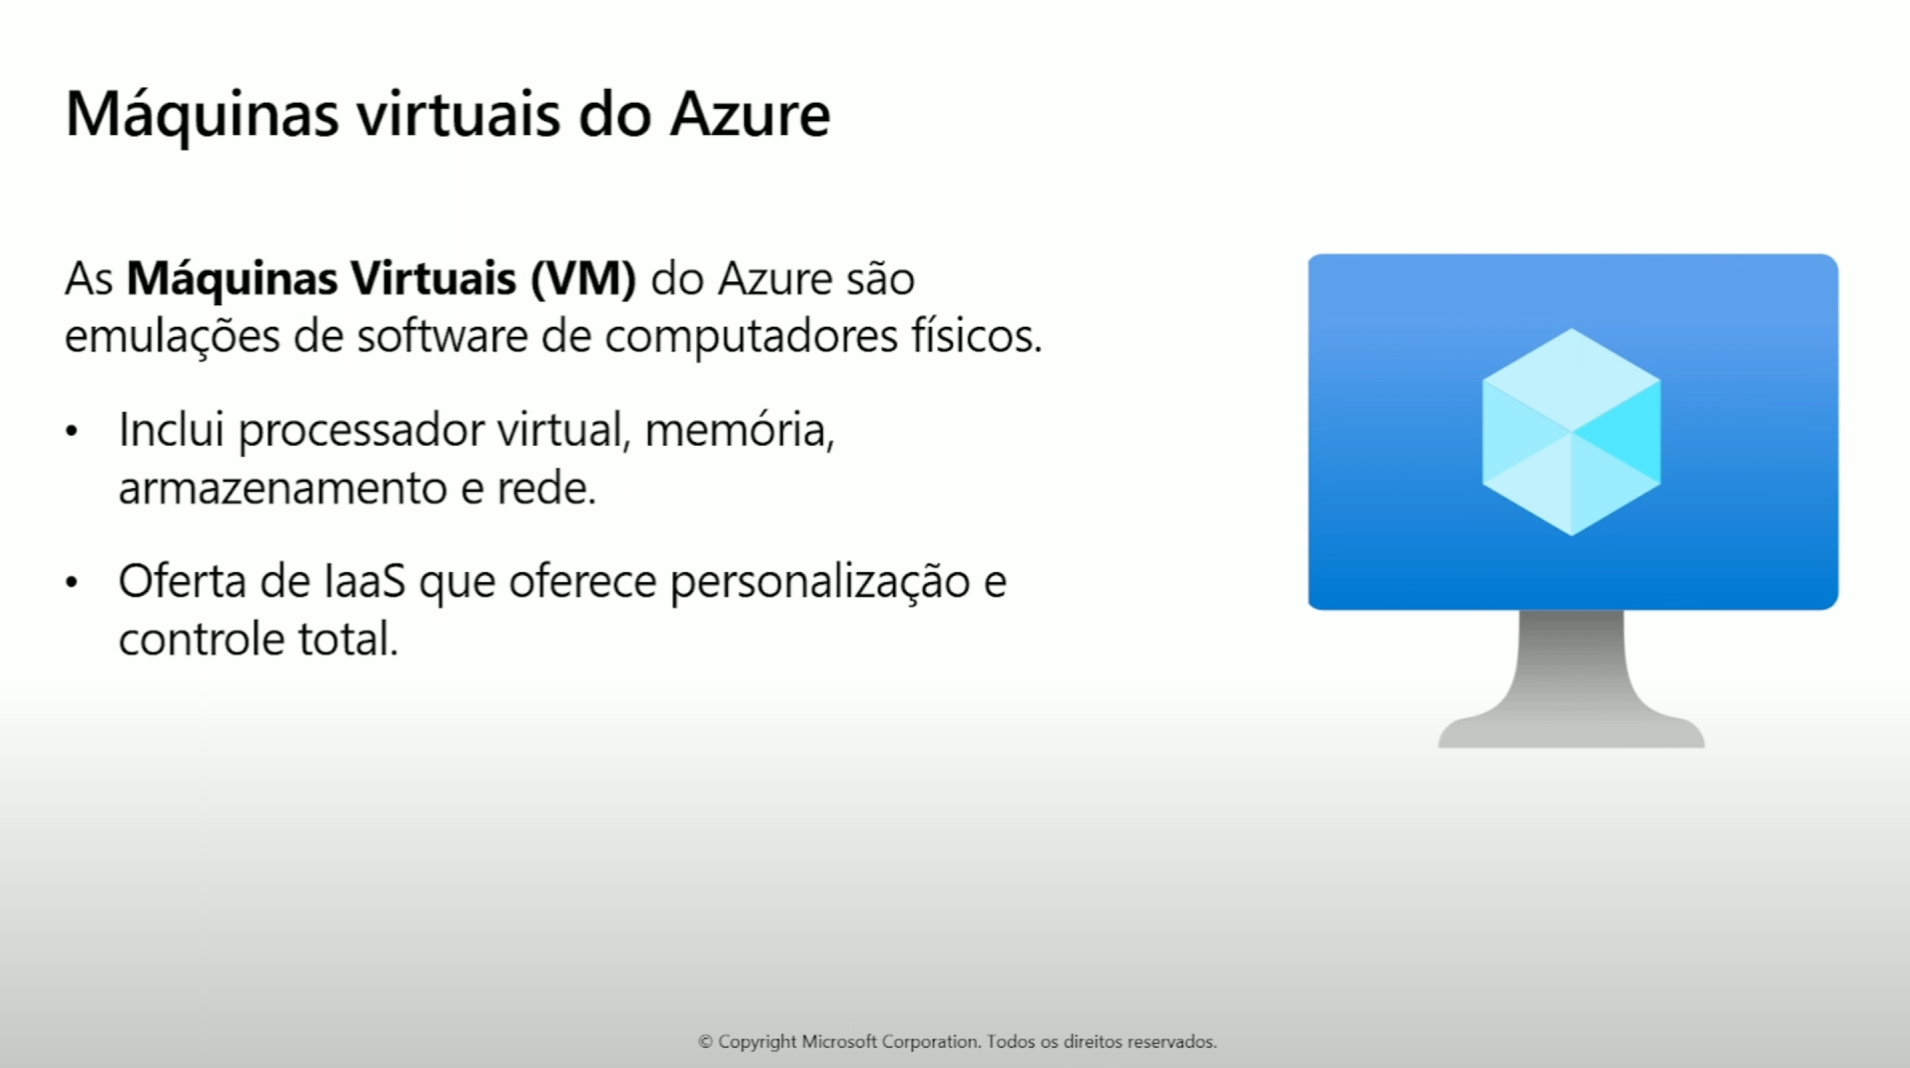 Máquinas virtuais do Azure
As Máquinas Virtuais (VM) do Azure são
emulações de software de computadores físicos.
• Inclui processador virtual, memória,
armazenamento e rede.
• Oferta de IaaS que oferece personalização e
controle total.
© Copyright Microsoft Corporation. Todos os direitos reservados.